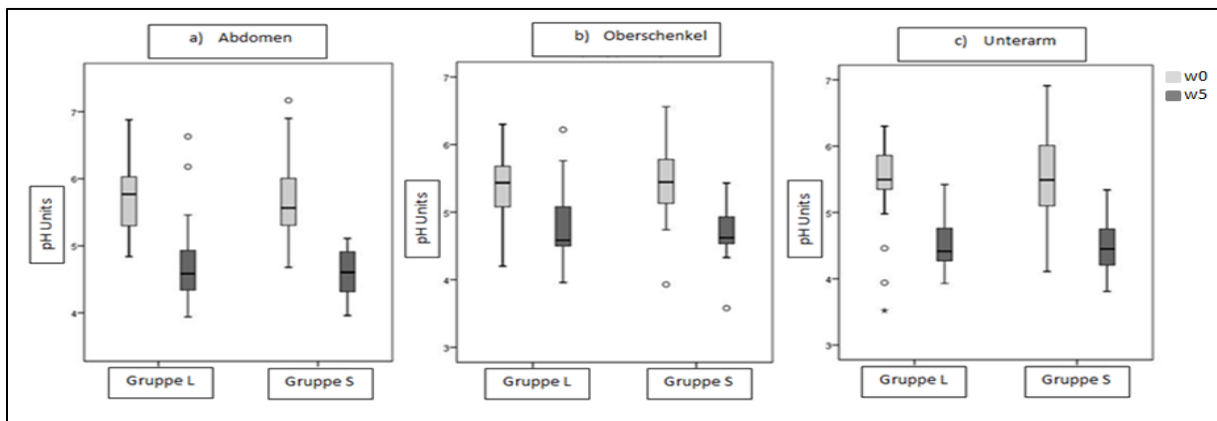 a) Abdomen
pH Units
7
6
5
4
Gruppe L
Gruppe S
b) Oberschenkel
pH Units
7
6
5
4
3
Gruppe L
Gruppe S
c) Unterarm
pH Units
7
6
5
4
3
Gruppe L
Gruppe S
w0
w5